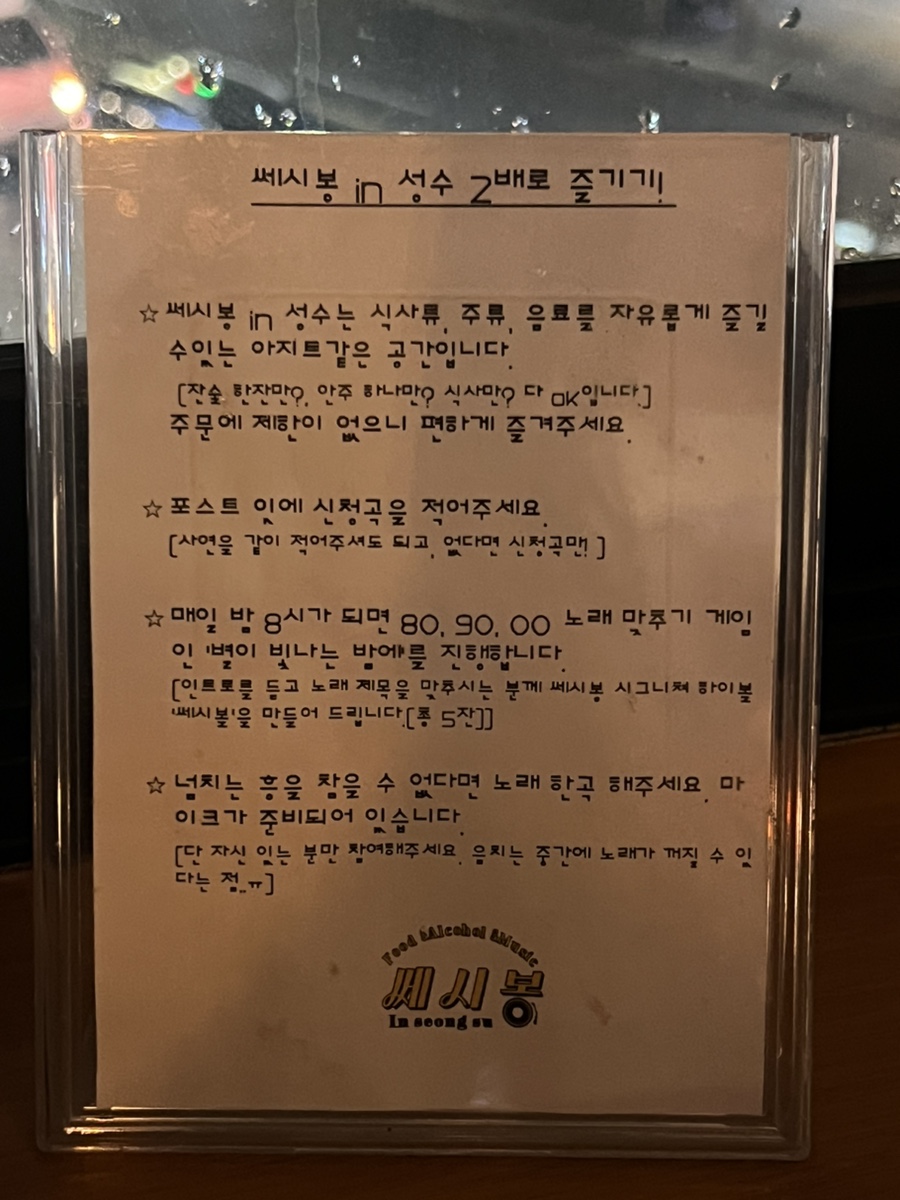 쎄시봉 in 성수 2배로 즐기기!
☆ 쎄시봉 in 성수는 식사류, 주류, 음료를 자유롭게 즐길
수있는 아지트같은 공간입니다.
[잔술 한잔만?, 안주 하나만? 식사만? 다 OK입니다.]
주문에 제한이 없으니 편하게 즐겨주세요.
☆ 포스트 잇에 신청곡을 적어주세요.
[사연을 같이 적어주셔도 되고, 없다면 신청곡만! ]
☆ 매일 밤 8시가 되면 80, 90, 00 노래 맞추기 게임
인 '별이 빛나는 밤에'를 진행합니다.
[인트로를 듣고 노래 제목을 맞추시는 분께 쎄시봉 시그니쳐 하이볼
'쎄시볼'을 만들어 드립니다.[총 5잔]]
☆ 넘치는 흥을 참을 수 없다면 노래 한곡 해주세요. 마
이크가 준비되어 있습니다.
[단 자신 있는 분만 참여해주세요. 음치는 중간에 노래가 꺼질 수 있
다는 점,,ㅠ]
Food &Alcohol &Music
쎄시봉
In seong su